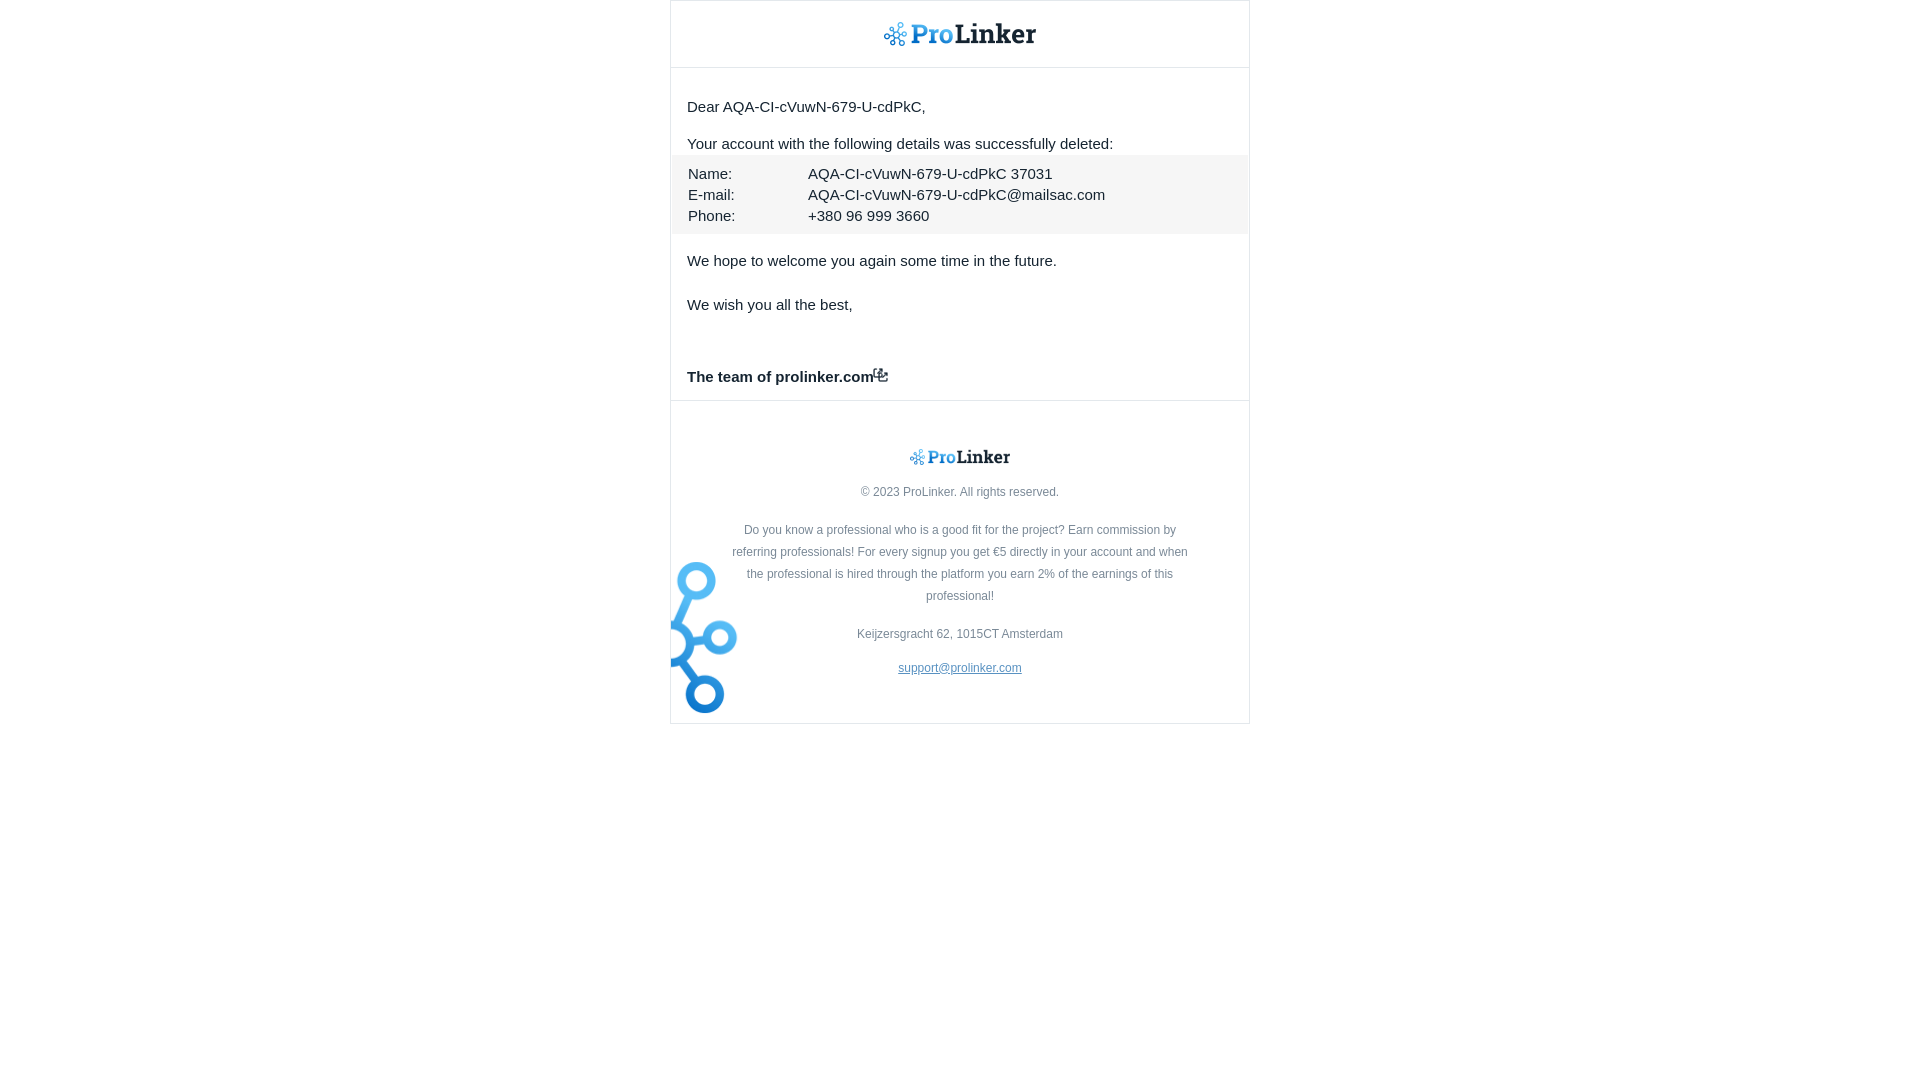 ProLinker
Dear AQA-CI-cVuwN-679-U-cdPkC,
Your account with the following details was successfully deleted:
Name: AQA-CI-cVuwN-679-U-cdPkC 37031
E-mail: AQA-CI-cVuwN-679-U-cdPkC@mailsac.com
Phone: +380 96 999 3660
We hope to welcome you again some time in the future.
We wish you all the best,
The team of prolinker.com
ProLinker
© 2023 ProLinker. All rights reserved.
Do you know a professional who is a good fit for the project? Earn commission by
referring professionals! For every signup you get €5 directly in your account and when
the professional is hired through the platform you earn 2% of the earnings of this
professional!
Keijzersgracht 62, 1015CT Amsterdam
support@prolinker.com